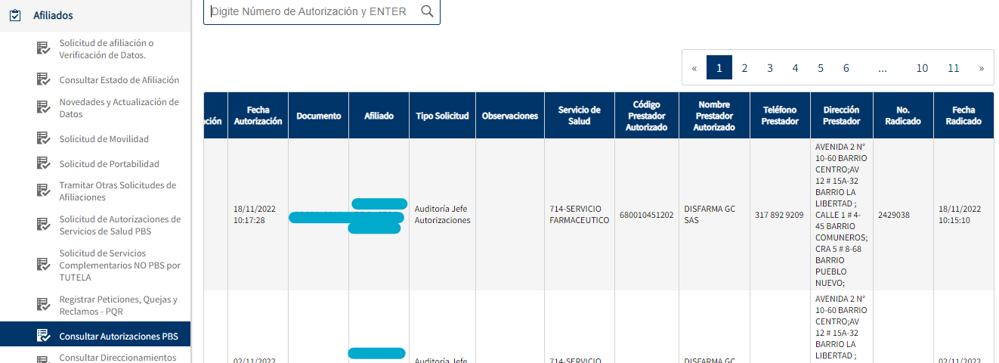 Afiliados
Solicitud de afiliación o
Verificación de Datos.
Consultar Estado de Afiliación
Novedades y Actualización de
Datos
Solicitud de Movilidad
Solicitud de Portabilidad
Tramitar Otras Solicitudes de
Afiliaciones
Solicitud de Autorizaciones de
Servicios de Salud PBS
Solicitud de Servicios
Complementarios NO PBS por
TUTELA
Registrar Peticiones, Quejas y
Reclamos - PQR
Consultar Autorizaciones PBS
Consultar Direccionamientos
Digite Número de Autorización y ENTER
« 1 2 3 4 5 6 ... 10 11 »
nción
Fecha
Autorización
Documento
Afiliado
Tipo Solicitud
Observaciones
Servicio de
Salud
Código
Prestador
Autorizado
Nombre
Prestador
Autorizado
Teléfono
Prestador
Dirección
Prestador
No.
Radicado
Fecha
Radicado
18/11/2022
10:17:28
Auditoría Jefe
Autorizaciones
714-SERVICIO
FARMACEUTICO
680010451202
DISFARMA GC
SAS
317 892 9209
AVENIDA 2 N°
10-60 BARRIO
CENTRO;AV
12 # 15A-32
BARRIO LA
LIBERTAD ;
CALLE 1 # 4-
45 BARRIO
COMUNEROS;
CRA 5 # 8-68
BARRIO
PUEBLO
NUEVO;
2429038
18/11/2022
10:15:10
02/11/2022
Auditoría Jefe
714-SERVICIO
DISFARMA GC
AVENIDA 2 N°
10-60 BARRIO
CENTRO;AV
12 # 15A-32
BARRIO LA
LIBERTAD ;
02/11/2022